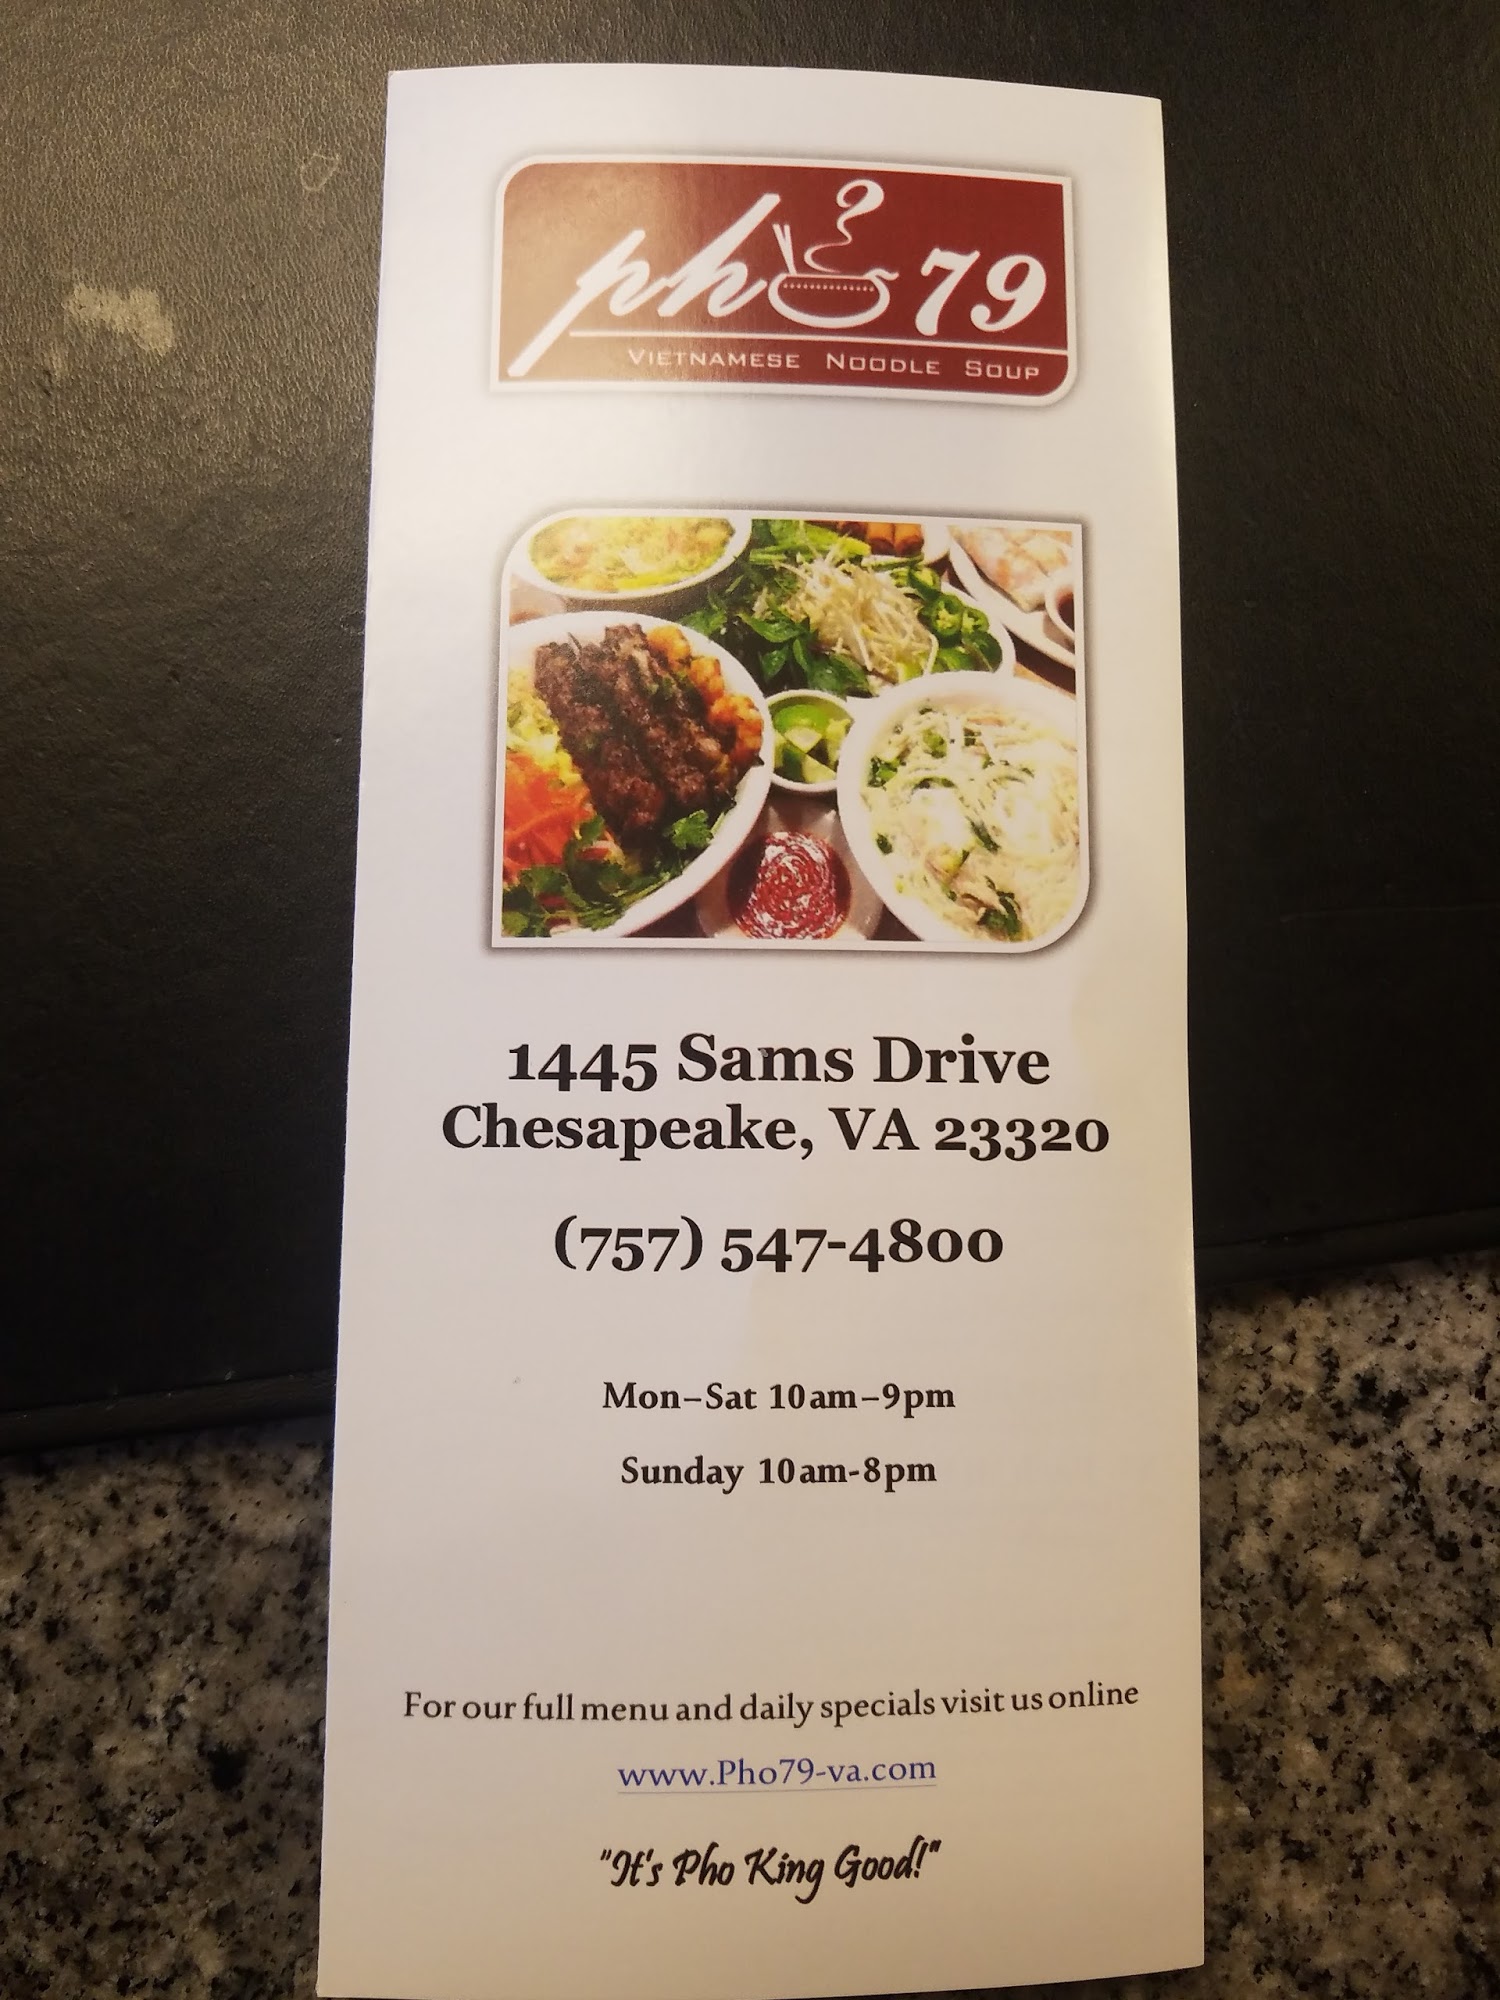 pho 79
Vietnamese Noodle Soup
1445 Sams Drive
Chesapeake, VA 23320
(757) 547-4800
Mon-Sat 10am-9pm
Sunday 10am-8pm
For our full menu and daily specials visit us online
www.Pho79-va.com
"It's Pho King Good!"